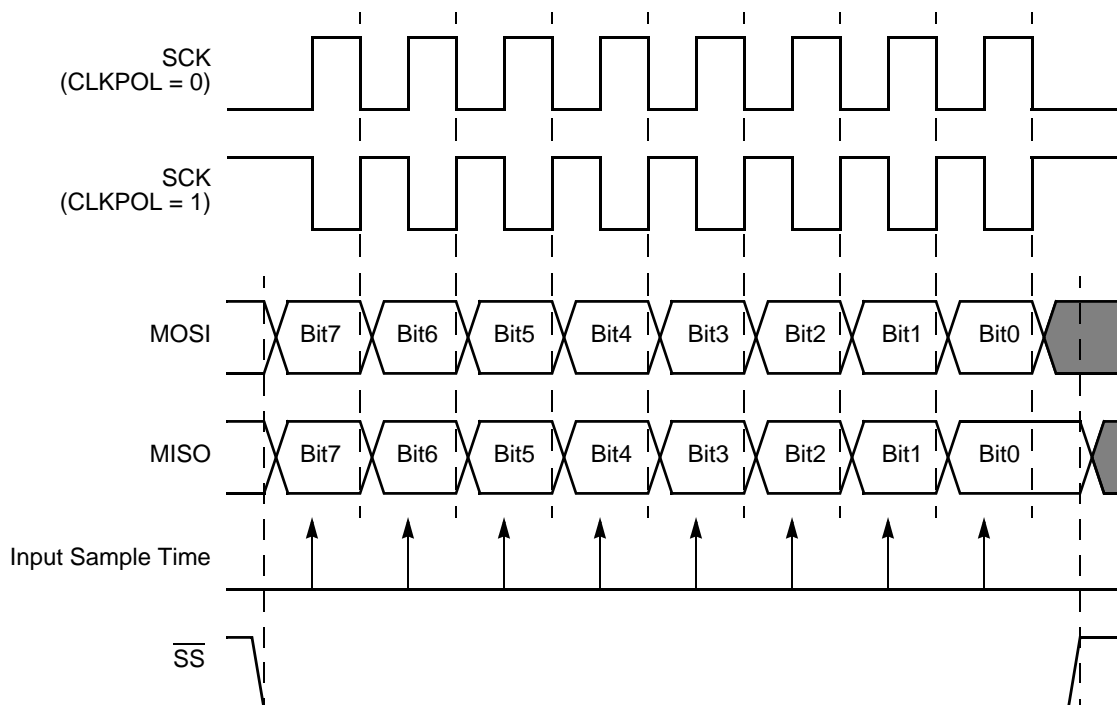 SCK
(CLKPOL = 0)
SCK
(CLKPOL = 1)
MOSI
Bit7 Bit6 Bit5 Bit4 Bit3 Bit2 Bit1 Bit0
MISO
Bit7 Bit6 Bit5 Bit4 Bit3 Bit2 Bit1 Bit0
Input Sample Time
S̅S̅